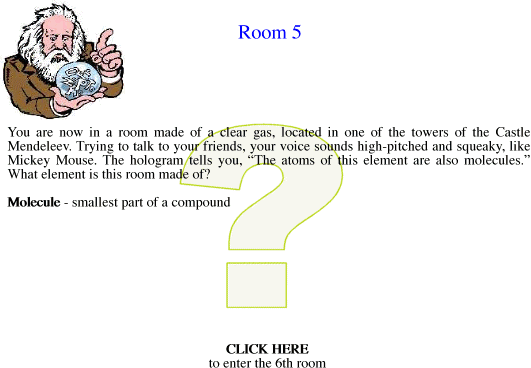 Room 5
You are now in a room made of a clear gas, located in one of the towers of the Castle
Mendeleev. Trying to talk to your friends, your voice sounds high-pitched and squeaky, like
Mickey Mouse. The hologram tells you, “The atoms of this element are also molecules.”
What element is this room made of?
Molecule - smallest part of a compound
?
CLICK HERE
to enter the 6th room